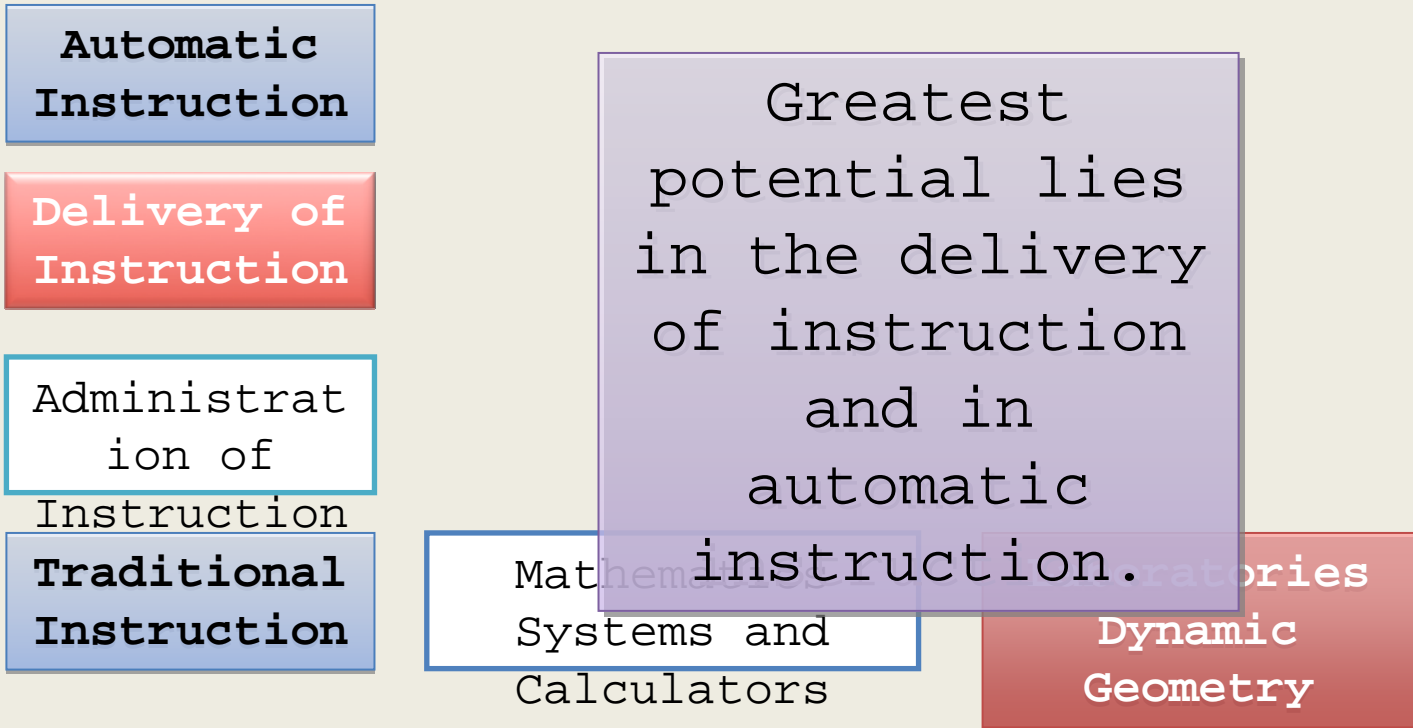 Automatic
Instruction
Delivery of
Instruction
Administrat
ion of
Instruction
Traditional
Instruction
Greatest
potential lies
in the delivery
of instruction
and in
automatic
instruction.
Mathematics
Systems and
Calculators
Dynamic
Geometry